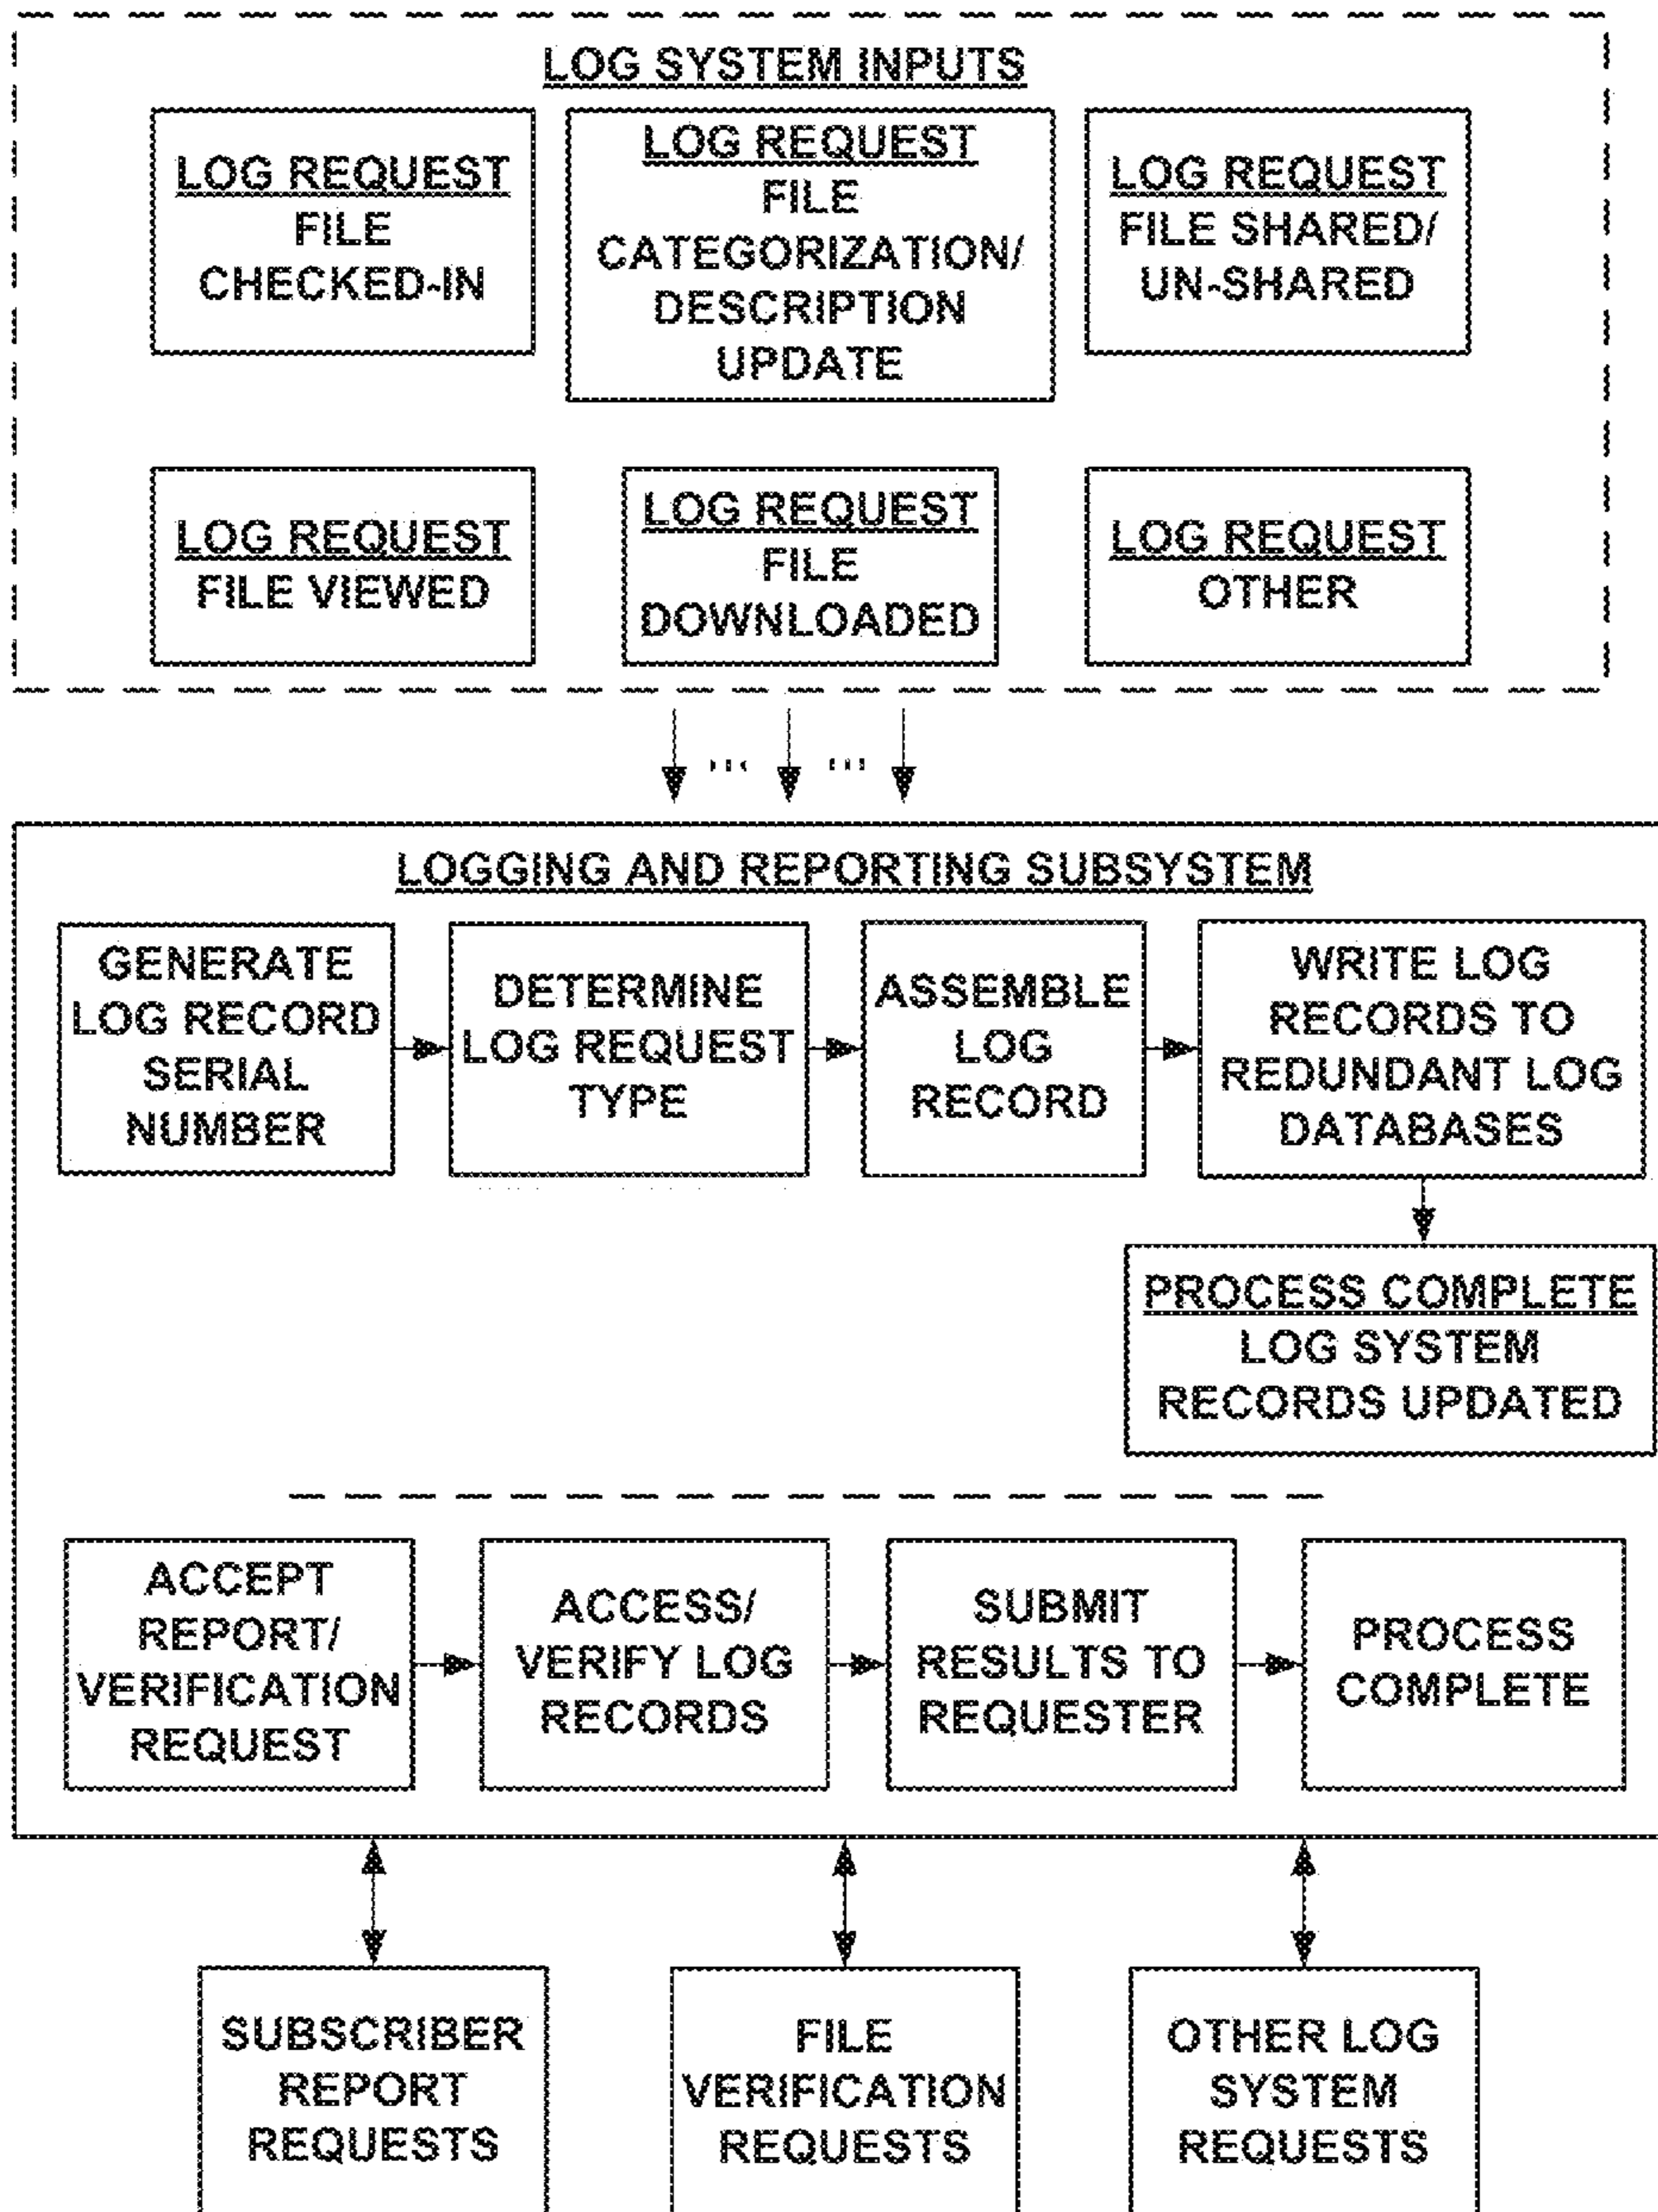 LOG SYSTEM INPUTS
LOG REQUEST
FILE
CHECKED-IN
LOG REQUEST
FILE
CATEGORIZATION/
DESCRIPTION
UPDATE
LOG REQUEST
FILE SHARED/
UN-SHARED
LOG REQUEST
FILE VIEWED
LOG REQUEST
FILE
DOWNLOADED
LOG REQUEST
OTHER
... ...
LOGGING AND REPORTING SUBSYSTEM
GENERATE
LOG RECORD
SERIAL
NUMBER
DETERMINE
LOG REQUEST
TYPE
ASSEMBLE
LOG
RECORD
WRITE LOG
RECORDS TO
REDUNDANT LOG
DATABASES
PROCESS COMPLETE
LOG SYSTEM
RECORDS UPDATED
ACCEPT
REPORT/
VERIFICATION
REQUEST
ACCESS/
VERIFY LOG
RECORDS
SUBMIT
RESULTS TO
REQUESTER
PROCESS
COMPLETE
SUBSCRIBER
REPORT
REQUESTS
FILE
VERIFICATION
REQUESTS
OTHER LOG
SYSTEM
REQUESTS